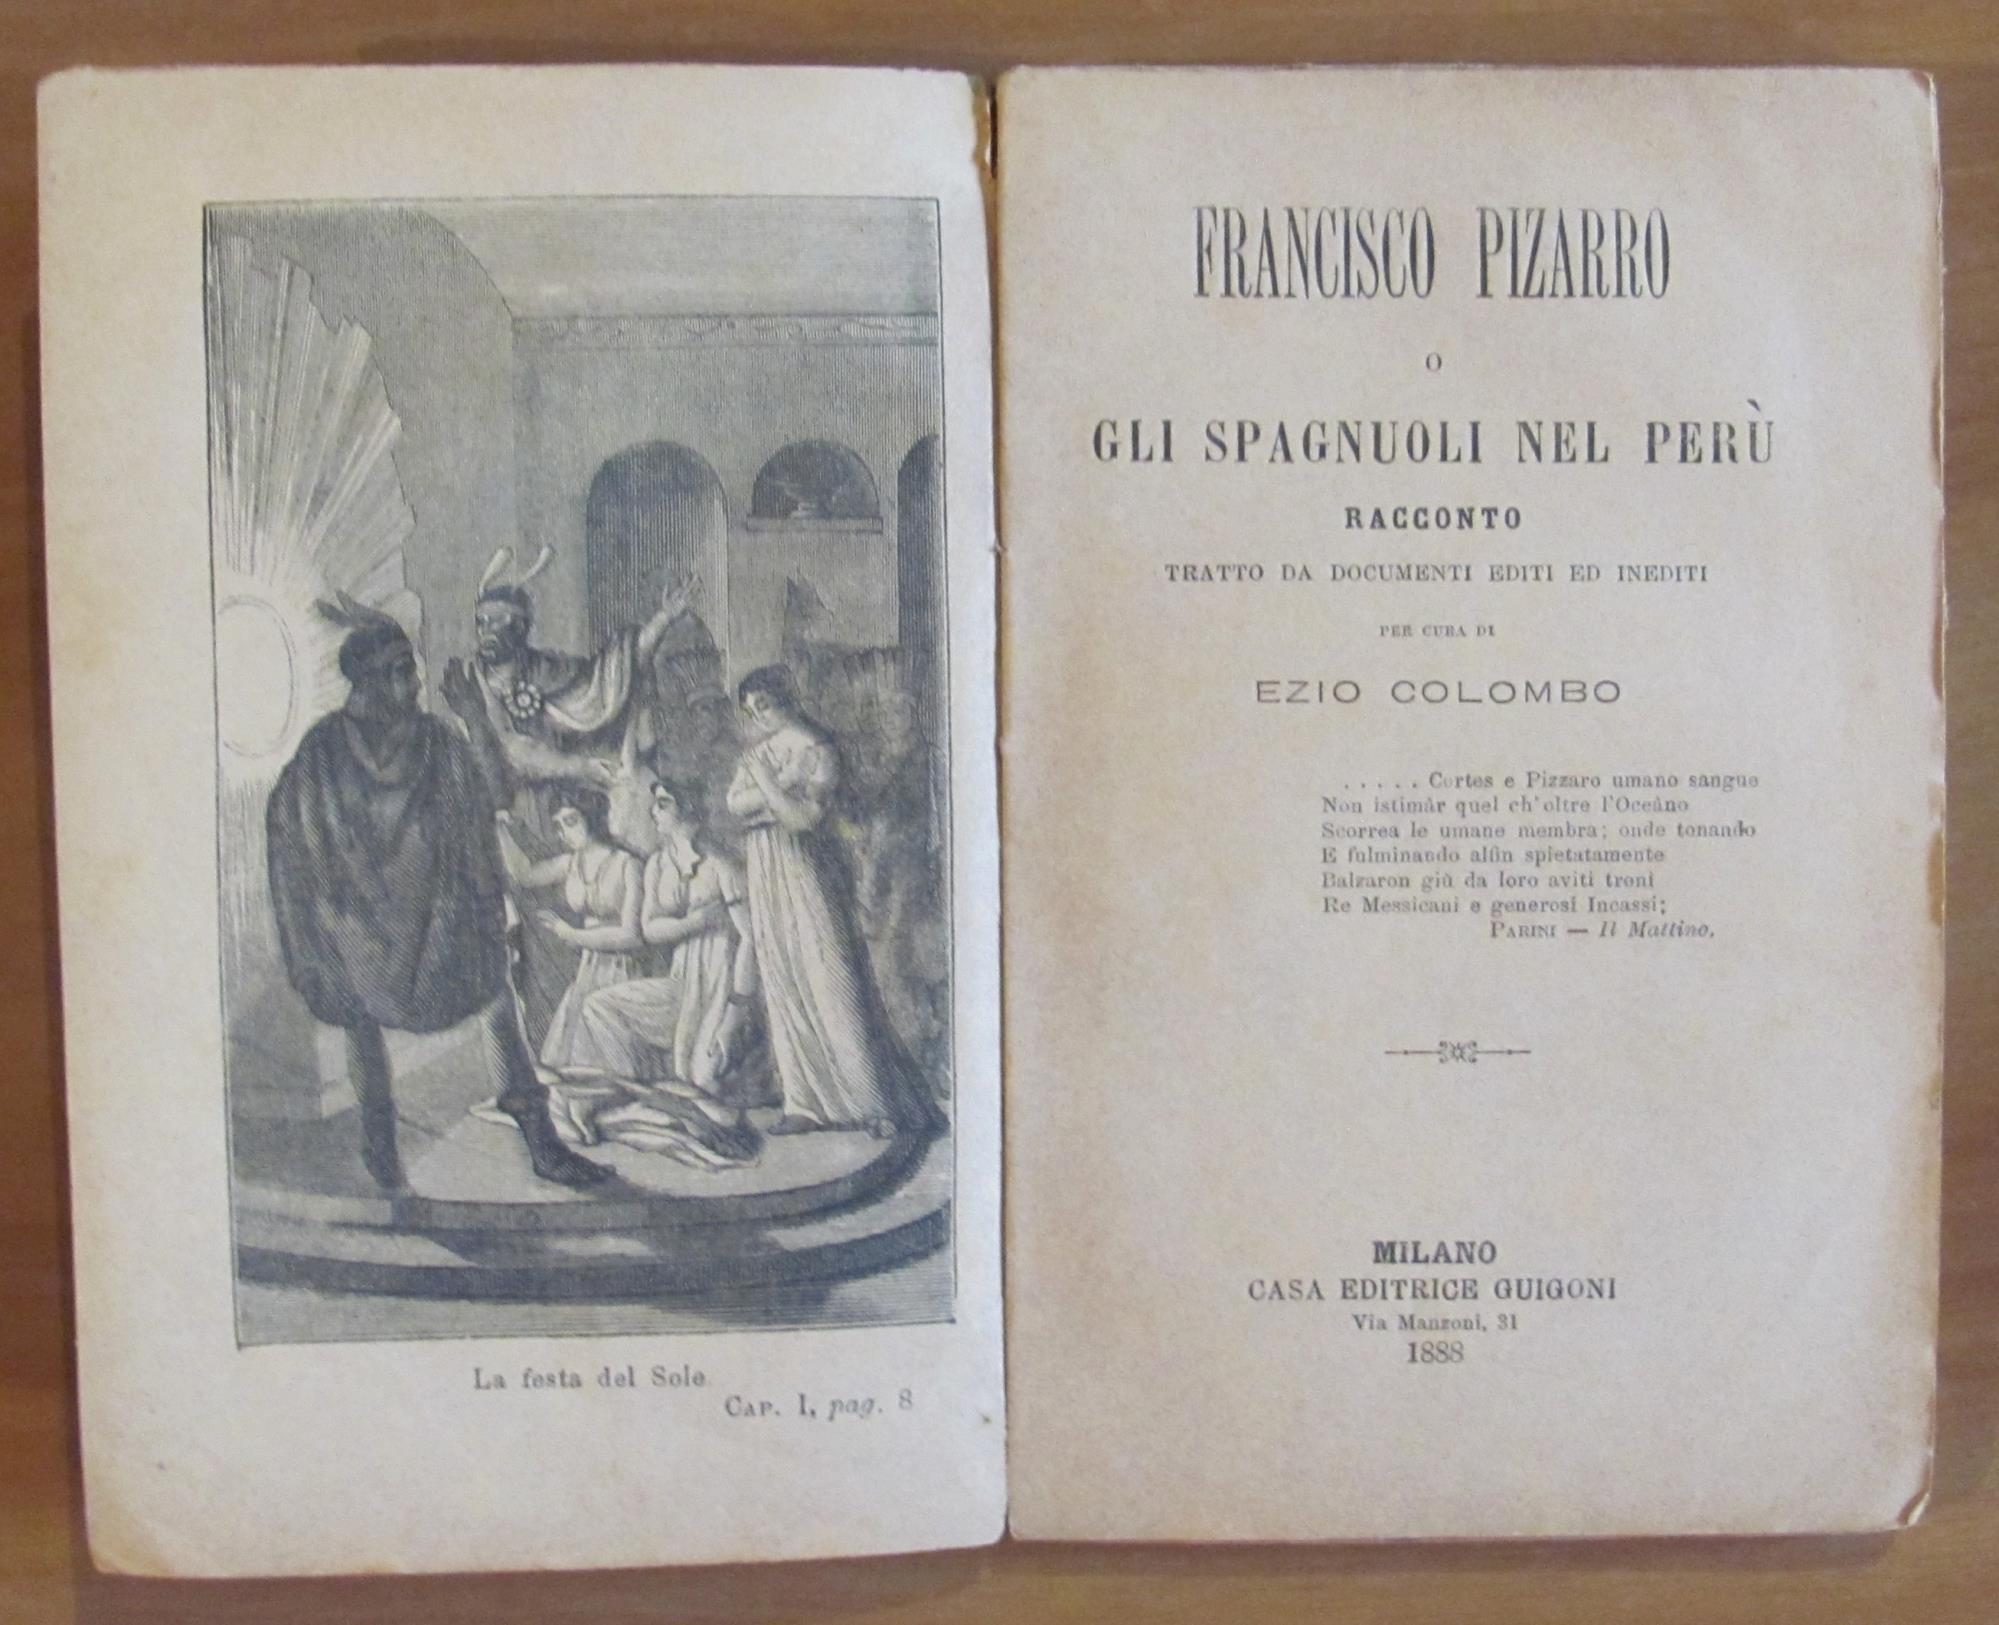 La festa del Sole.
CAP. I, pag. 8
FRANCISCO PIZARRO
O
GLI SPAGNUOLI NEL PERÙ
RACCONTO
TRATTO DA DOCUMENTI EDITI ED INEDITI
PER CURA DI
EZIO COLOMBO
. . . . . Cortes e Pizzaro umano sangue
Non istimàr quel ch'oltre l'Oceàno
Scorrea le umane membra; onde tonando
E fulminando alfin spietatamente
Balzaron giù da loro aviti troni
Re Messicani e generosi Incassi;
PARINI — Il Mattino.
MILANO
CASA EDITRICE GUIGONI
Via Manzoni, 31
1888